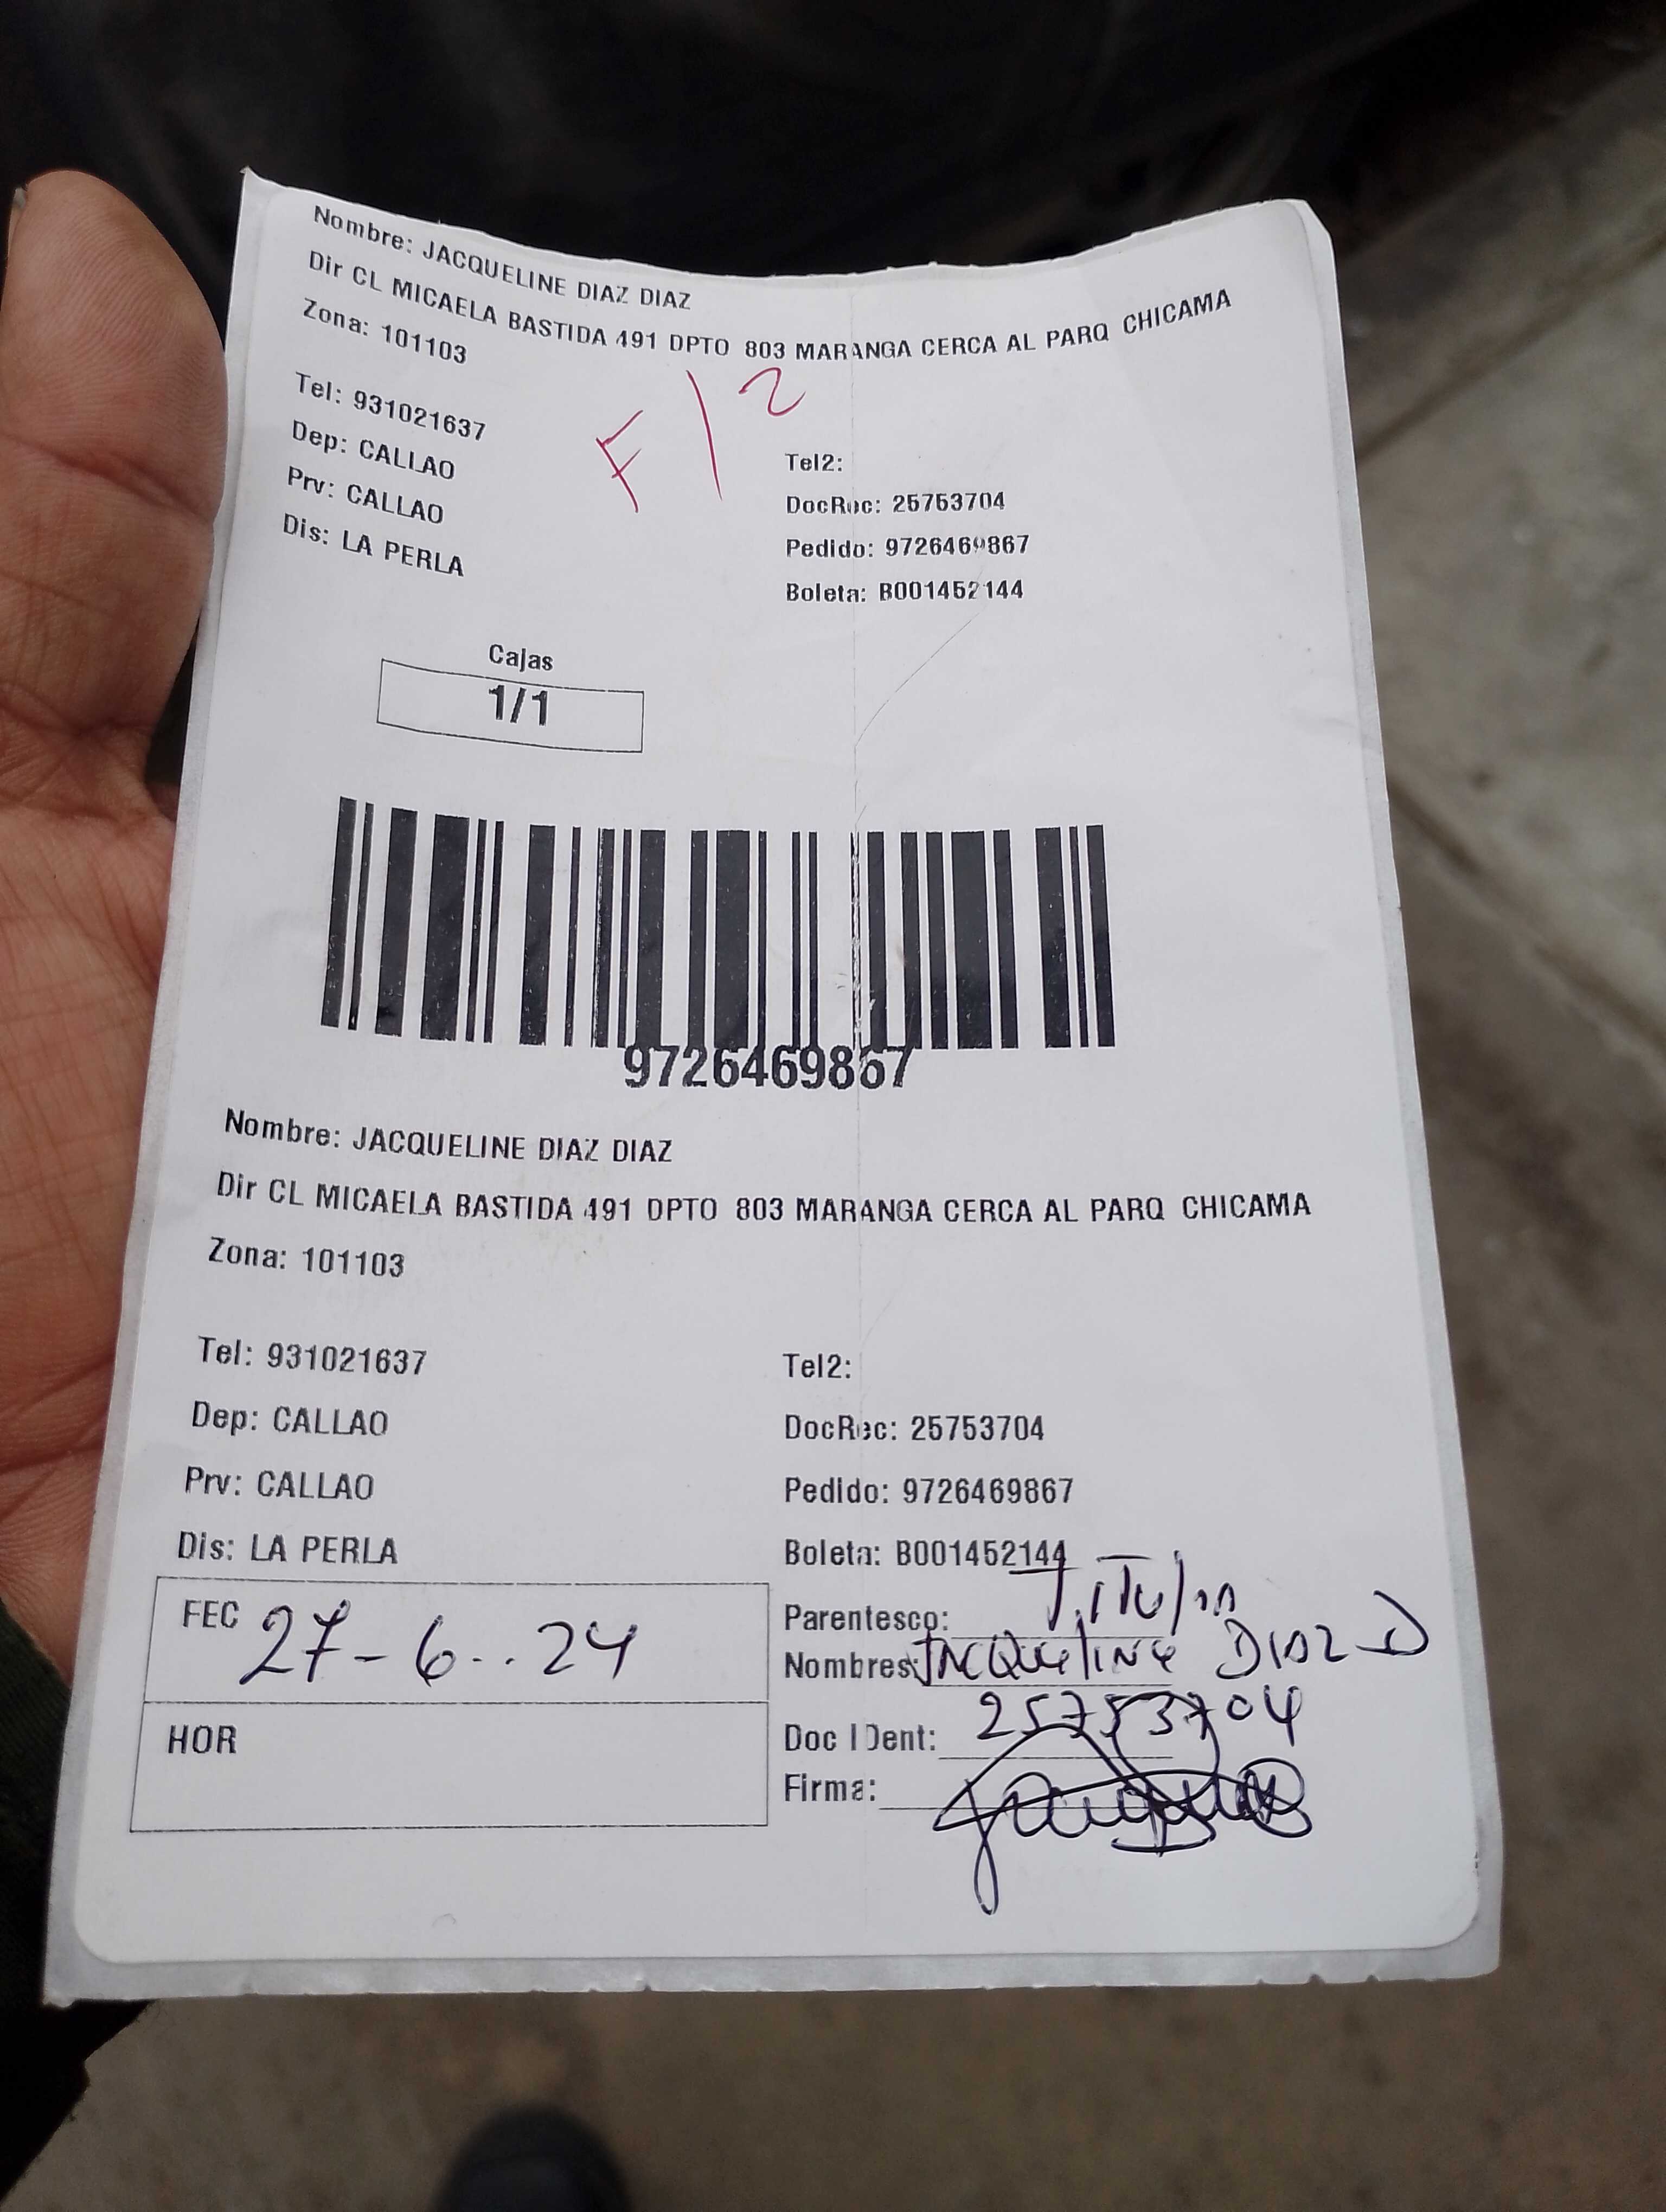 Nombre: JACQUELINE DIAZ DIAZ
Dir CL MICAELA BASTIDA 491 DPTO 803 MARANGA CERCA AL PARQ CHICAMA
Zona: 101103
F/2
Tel: 931021637
Tel2:
Dep: CALLAO
DocRec: 25753704
Prv: CALLAO
Pedido: 9726469867
Dis: LA PERLA
Boleta: B001452144
Cajas
1/1
9726469867
Nombre: JACQUELINE DIAZ DIAZ
Dir CL MICAELA BASTIDA 491 DPTO 803 MARANGA CERCA AL PARQ CHICAMA
Zona: 101103
Tel: 931021637
Tel2:
Dep: CALLAO
DocRec: 25753704
Prv: CALLAO
Pedido: 9726469867
Dis: LA PERLA
Boleta: B001452144
FEC 27-6..24
Parentesco: Titular
Nombres: Jacqueline DIAZ D
HOR
Doc IDent: 25753704
Firma: